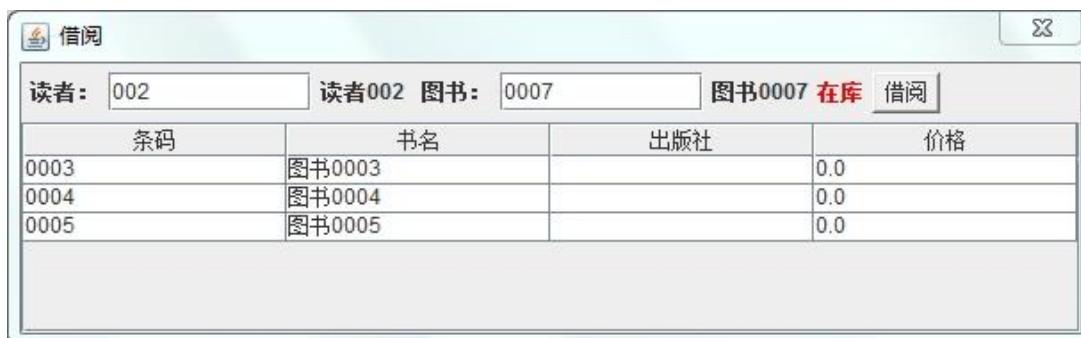 借阅
读者： 002 读者002 图书： 0007 图书0007 在库 借阅
条码 书名 出版社 价格
0003 图书0003 0.0
0004 图书0004 0.0
0005 图书0005 0.0